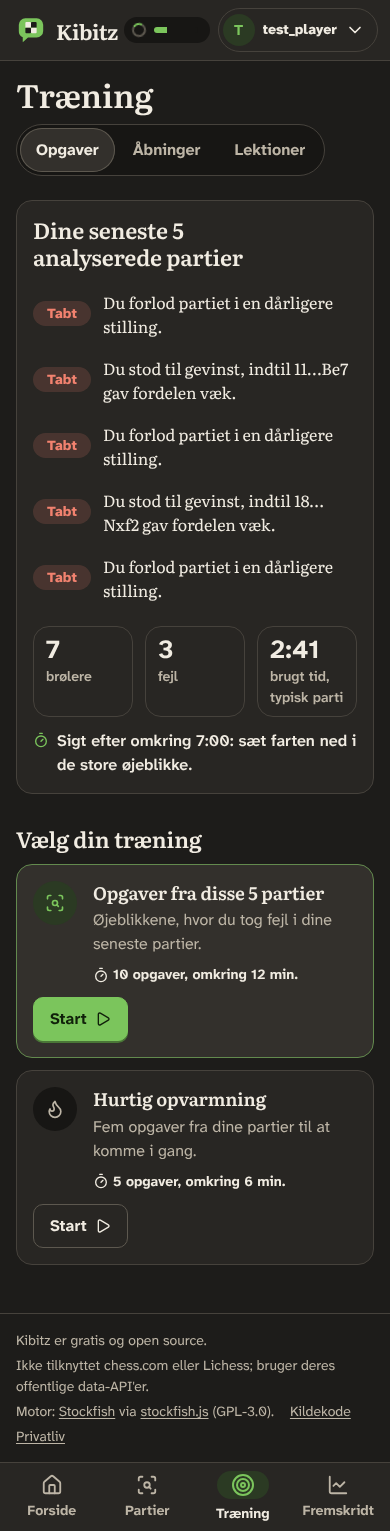 Kibitz
T test_player
Træning
Opgaver Åbninger Lektioner
Dine seneste 5
analyserede partier
Tabt
Du forlod partiet i en dårligere
stilling.
Tabt
Du stod til gevinst, indtil 11…Be7
gav fordelen væk.
Tabt
Du forlod partiet i en dårligere
stilling.
Tabt
Du stod til gevinst, indtil 18…
Nxf2 gav fordelen væk.
Tabt
Du forlod partiet i en dårligere
stilling.
7
brølere
3
fejl
2:41
brugt tid,
typisk parti
Sigt efter omkring 7:00: sæt farten ned i
de store øjeblikke.
Vælg din træning
Opgaver fra disse 5 partier
Øjeblikkene, hvor du tog fejl i dine
seneste partier.
10 opgaver, omkring 12 min.
Start
Hurtig opvarmning
Fem opgaver fra dine partier til at
komme i gang.
5 opgaver, omkring 6 min.
Start
Kibitz er gratis og open source.
Ikke tilknyttet chess.com eller Lichess; bruger deres
offentlige data-API'er.
Motor: Stockfish via stockfish.js (GPL-3.0). Kildekode
Privatliv
Forside Partier Træning Fremskridt